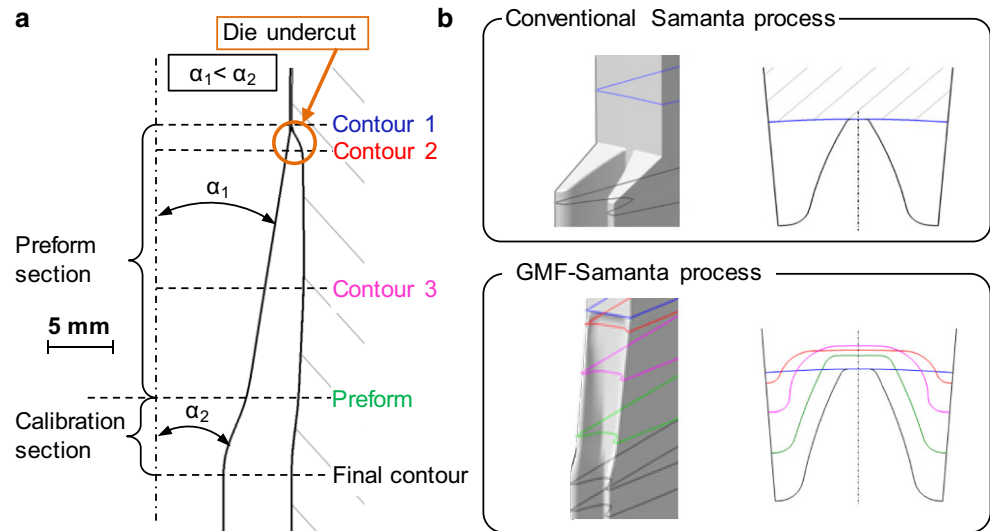 a
Die undercut
α₁< α₂
Contour 1
Contour 2
α₁
Preform
section
Contour 3
5 mm
Preform
α₂
Calibration
section
Final contour
b
Conventional Samanta process
GMF-Samanta process